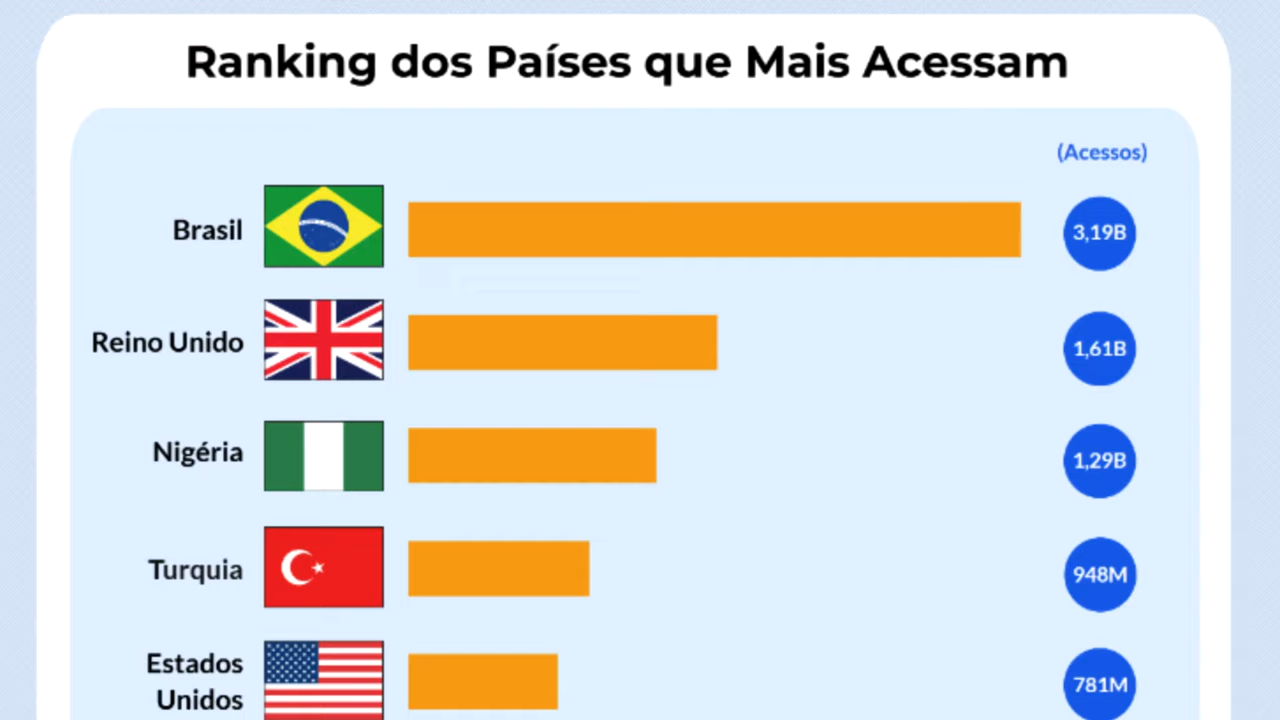 Ranking dos Países que Mais Acessam
(Acessos)
Brasil
3,19B
Reino Unido
1,61B
Nigéria
1,29B
Turquia
948M
Estados
Unidos
781M